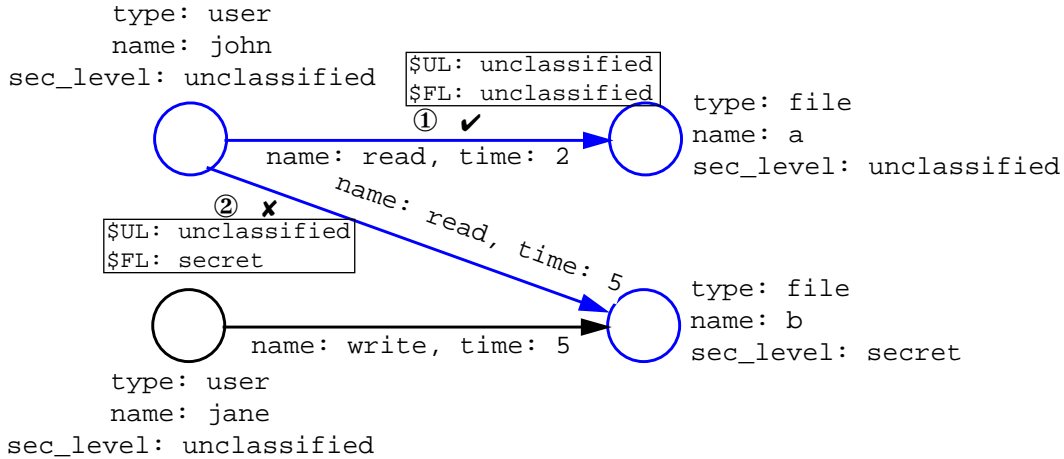 type: user
name: john
sec_level: unclassified
$UL: unclassified
$FL: unclassified
① ✔
type: file
name: a
sec_level: unclassified
name: read, time: 2
name: read, time: 5
② ✘
$UL: unclassified
$FL: secret
type: file
name: b
sec_level: secret
name: write, time: 5
type: user
name: jane
sec_level: unclassified